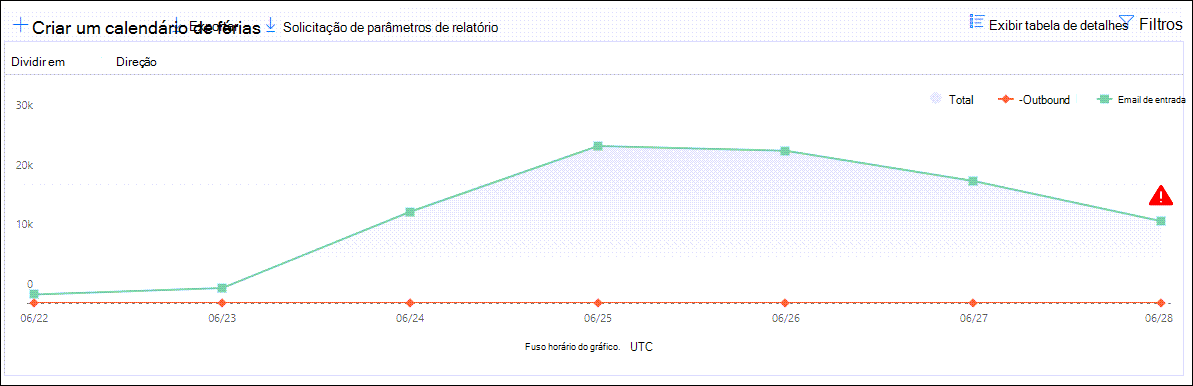 Criar um calendário de férias
Exportar
Solicitação de parâmetros de relatório
Exibir tabela de detalhes
Filtros
Dividir em
Direção
Total
-Outbound
Email de entrada
30k
20k
10k
0
06/22
06/23
06/24
06/25
06/26
06/27
06/28
Fuso horário do gráfico.
UTC